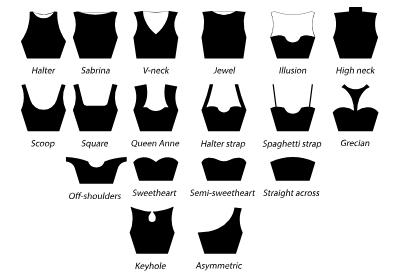 Halter Sabrina V-neck Jewel Illusion High neck
Scoop Square Queen Anne Halter strap Spaghetti strap Grecian
Off-shoulders Sweetheart Semi-sweetheart Straight across
Keyhole Asymmetric